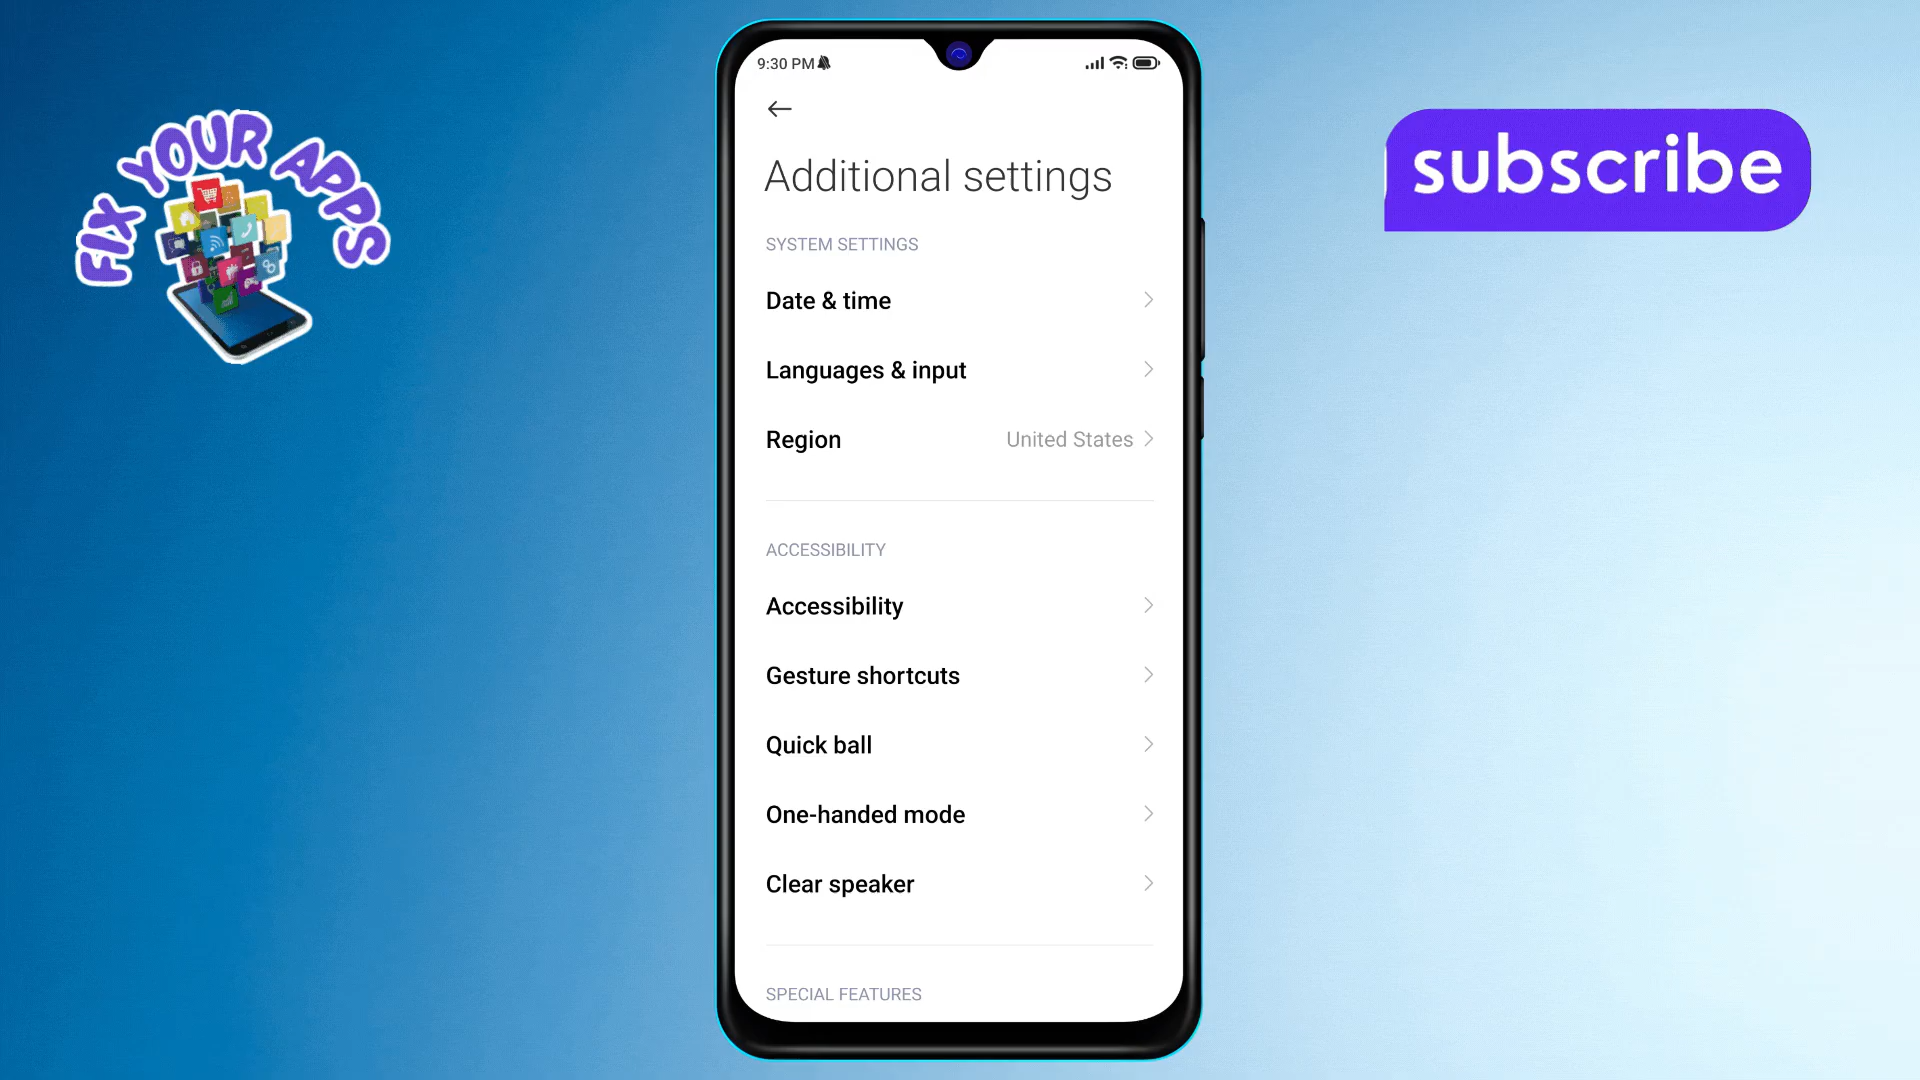 FIX YOUR APPS
subscribe
9:30 PM
Additional settings
SYSTEM SETTINGS
Date & time
Languages & input
Region United States
ACCESSIBILITY
Accessibility
Gesture shortcuts
Quick ball
One-handed mode
Clear speaker
SPECIAL FEATURES